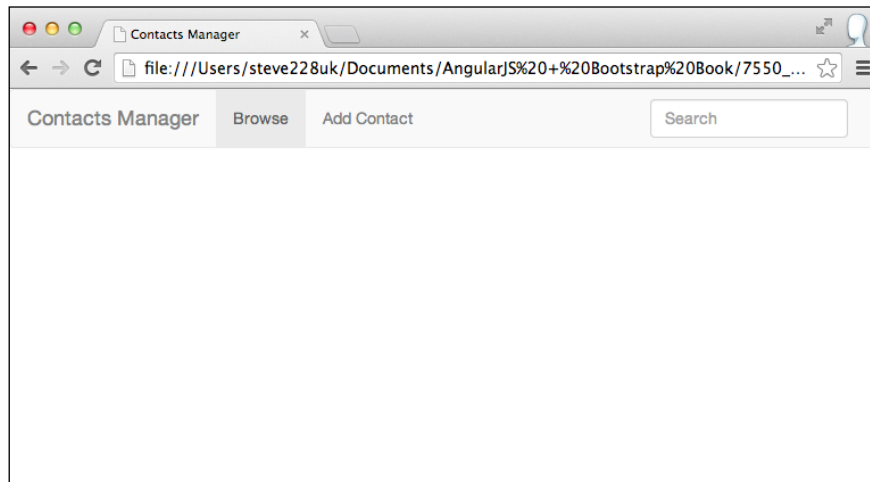 Contacts Manager
file:///Users/steve228uk/Documents/AngularJS%20+%20Bootstrap%20Book/7550_...
Contacts Manager Browse Add Contact Search